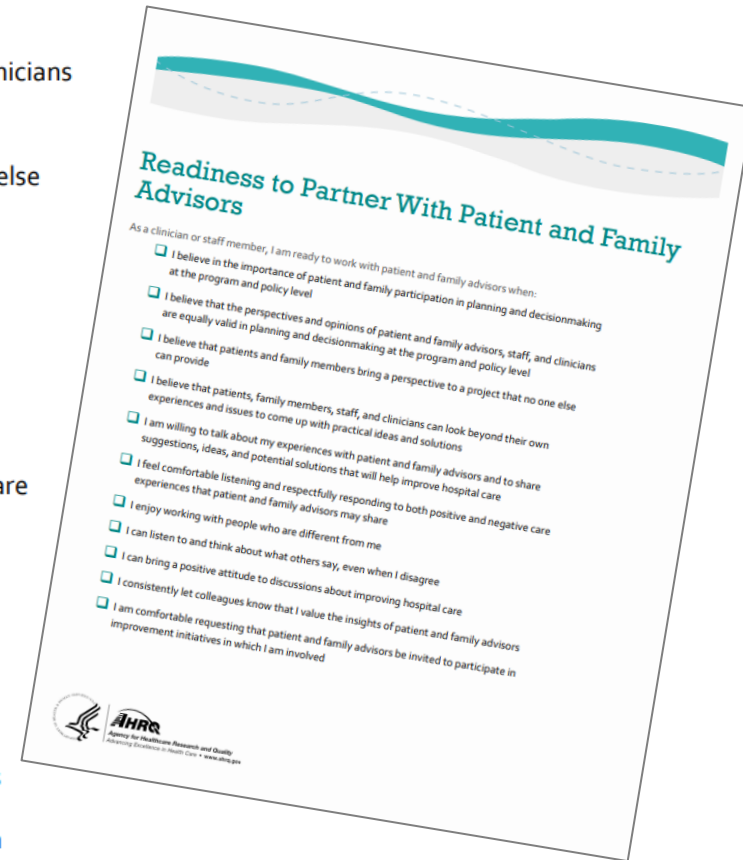 nicians
else
are
Readiness to Partner With Patient and Family
Advisors
As a clinician or staff member, I am ready to work with patient and family advisors when:
I believe in the importance of patient and family participation in planning and decisionmaking
at the program and policy level
I believe that the perspectives and opinions of patient and family advisors, staff, and clinicians
are equally valid in planning and decisionmaking at the program and policy level
I believe that patients and family members bring a perspective to a project that no one else
can provide
I believe that patients, family members, staff, and clinicians can look beyond their own
experiences and issues to come up with practical ideas and solutions
I am willing to talk about my experiences with patient and family advisors and to share
suggestions, ideas, and potential solutions that will help improve hospital care
I feel comfortable listening and respectfully responding to both positive and negative care
experiences that patient and family advisors may share
I enjoy working with people who are different from me
I can listen to and think about what others say, even when I disagree
I can bring a positive attitude to discussions about improving hospital care
I consistently let colleagues know that I value the insights of patient and family advisors
I am comfortable requesting that patient and family advisors be invited to participate in
improvement initiatives in which I am involved
AHRQ
Agency for Healthcare Research and Quality
Advancing Excellence in Health Care • www.ahrq.gov